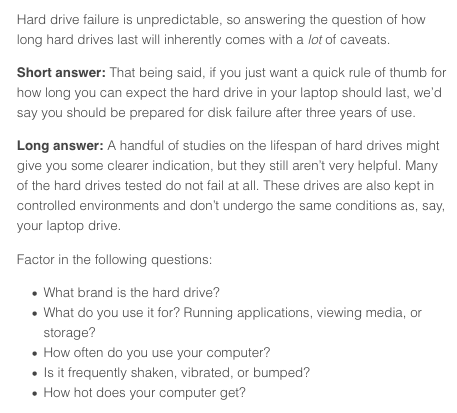 Hard drive failure is unpredictable, so answering the question of how
long hard drives last will inherently comes with a lot of caveats.
Short answer: That being said, if you just want a quick rule of thumb for
how long you can expect the hard drive in your laptop should last, we'd
say you should be prepared for disk failure after three years of use.
Long answer: A handful of studies on the lifespan of hard drives might
give you some clearer indication, but they still aren't very helpful. Many
of the hard drives tested do not fail at all. These drives are also kept in
controlled environments and don't undergo the same conditions as, say,
your laptop drive.
Factor in the following questions:
• What brand is the hard drive?
• What do you use it for? Running applications, viewing media, or
storage?
• How often do you use your computer?
• Is it frequently shaken, vibrated, or bumped?
• How hot does your computer get?